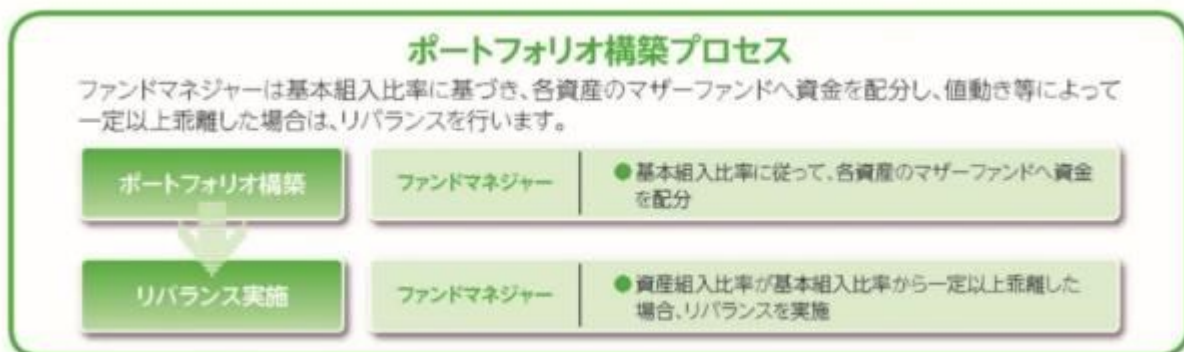 ポートフォリオ構築プロセス
ファンドマネジャーは基本組入比率に基づき、各資産のマザーファンドへ資金を配分し、値動き等によって
一定以上乖離した場合は、リバランスを行います。
ポートフォリオ構築
ファンドマネジャー
●基本組入比率に従って、各資産のマザーファンドへ資金
を配分
リバランス実施
ファンドマネジャー
●資産組入比率が基本組入比率から一定以上乖離した
場合、リバランスを実施